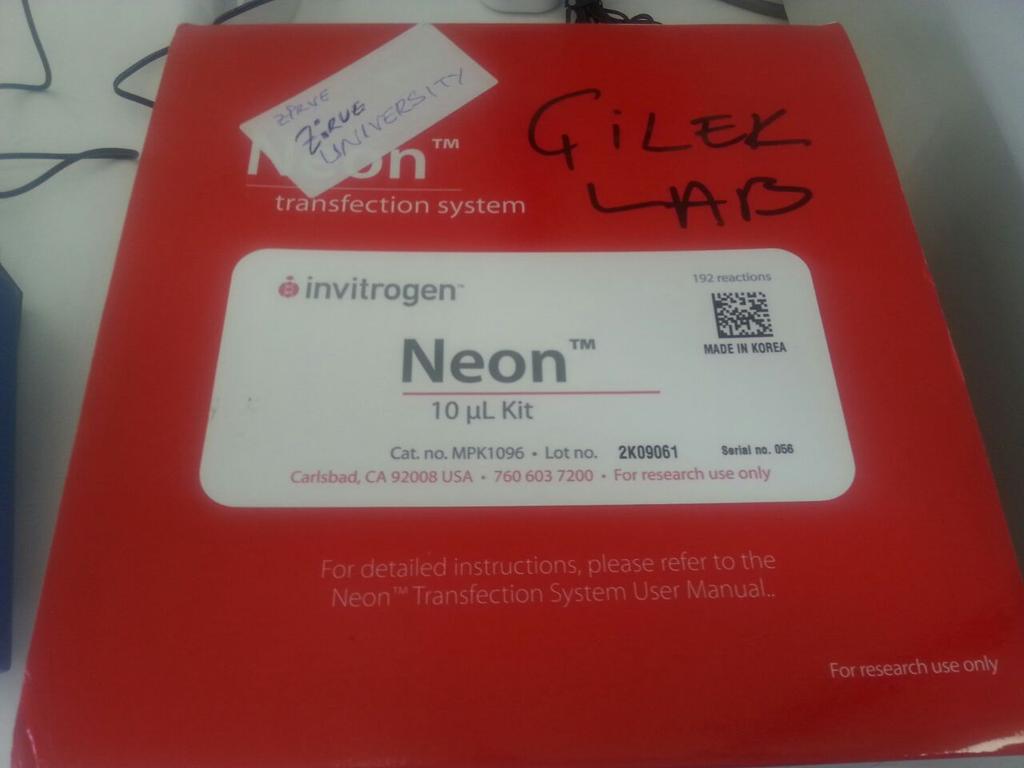 ZİRVE
ZİRVE
UNIVERSITY
Neon™
transfection system
ÇiLEK
LAB
invitrogen™
192 reactions
MADE IN KOREA
Neon™
10 µL Kit
Cat. no. MPK1096 • Lot no. 2K09061 Serial no. 056
Carlsbad, CA 92008 USA • 760 603 7200 • For research use only
For detailed instructions, please refer to the
Neon™ Transfection System User Manual..
For research use only